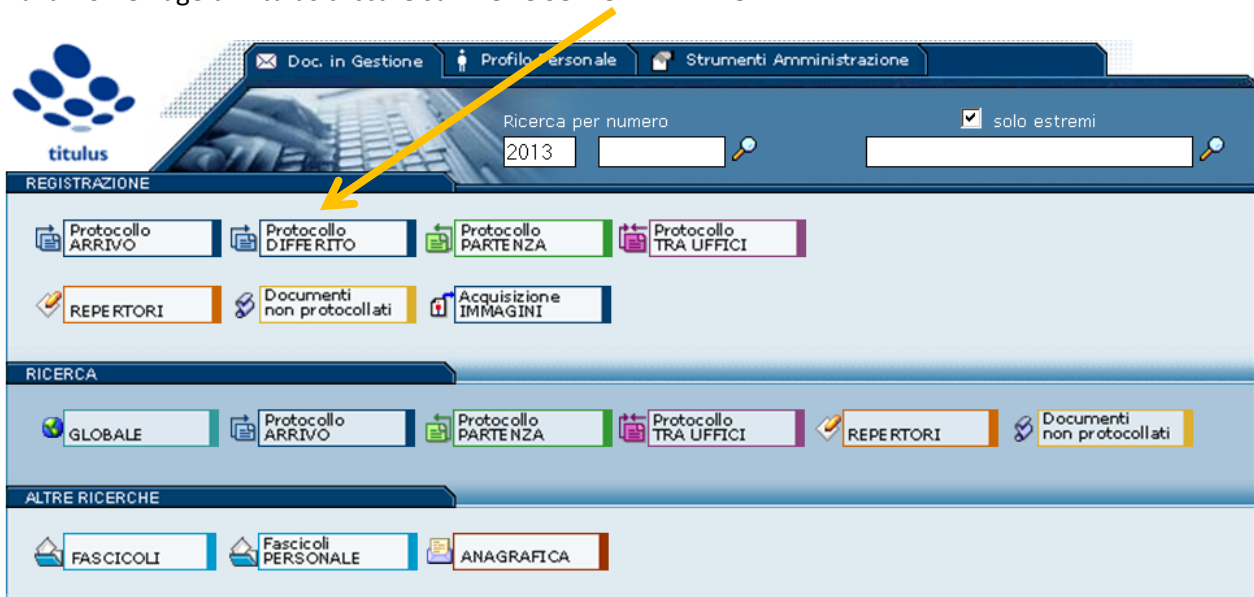 Doc. in Gestione Profilo Personale Strumenti Amministrazione
Ricerca per numero solo estremi
titulus 2013
REGISTRAZIONE
Protocollo ARRIVO Protocollo DIFFERITO Protocollo PARTENZA Protocollo TRA UFFICI
REPERTORI Documenti non protocollati Acquisizione IMMAGINI
RICERCA
GLOBALE Protocollo ARRIVO Protocollo PARTENZA Protocollo TRA UFFICI REPERTORI Documenti non protocollati
ALTRE RICERCHE
FASCICOLI Fascicoli PERSONALE ANAGRAFICA